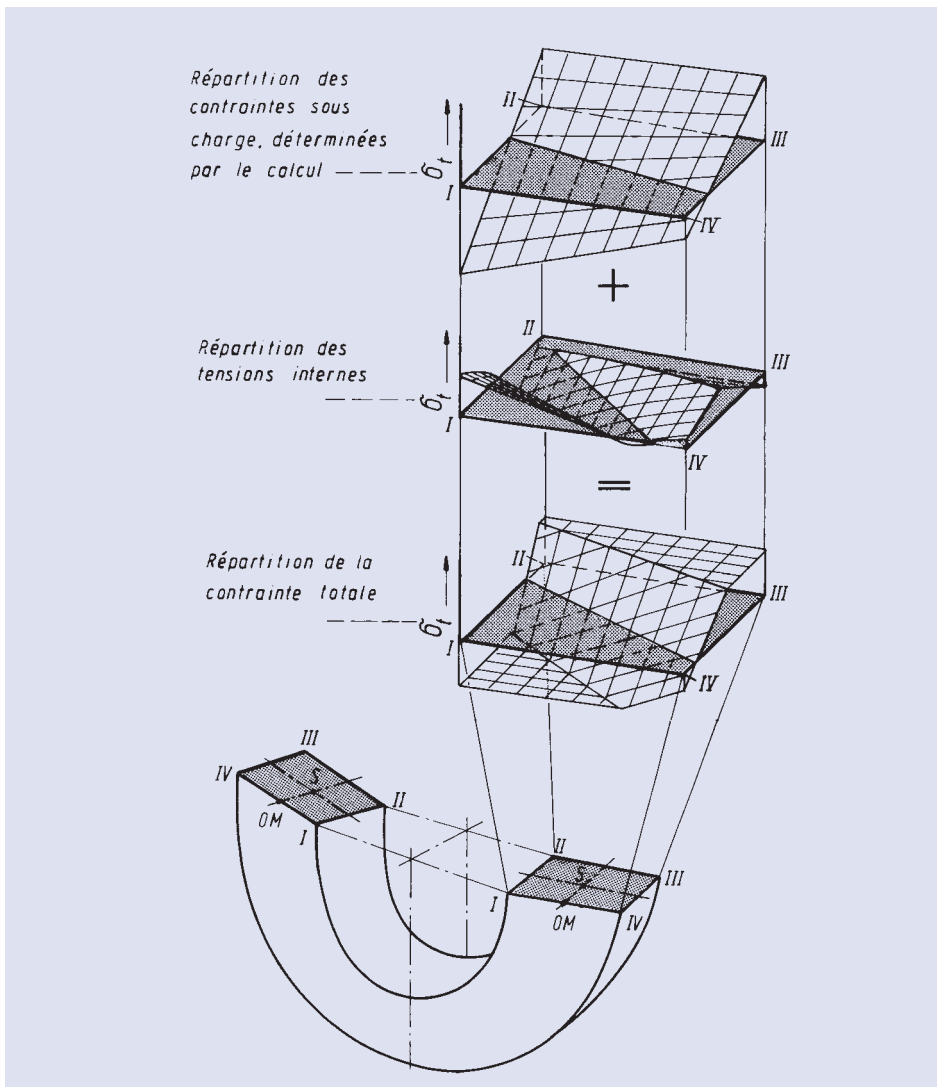 Répartition des
contraintes sous
charge, déterminées
par le calcul
σt
I
II
III
IV
+
Répartition des
tensions internes
σt
I
II
III
IV
=
Répartition de la
contrainte totale
σt
I
II
III
IV
III
IV
S
II
OM
I
II
S
III
I
OM
IV